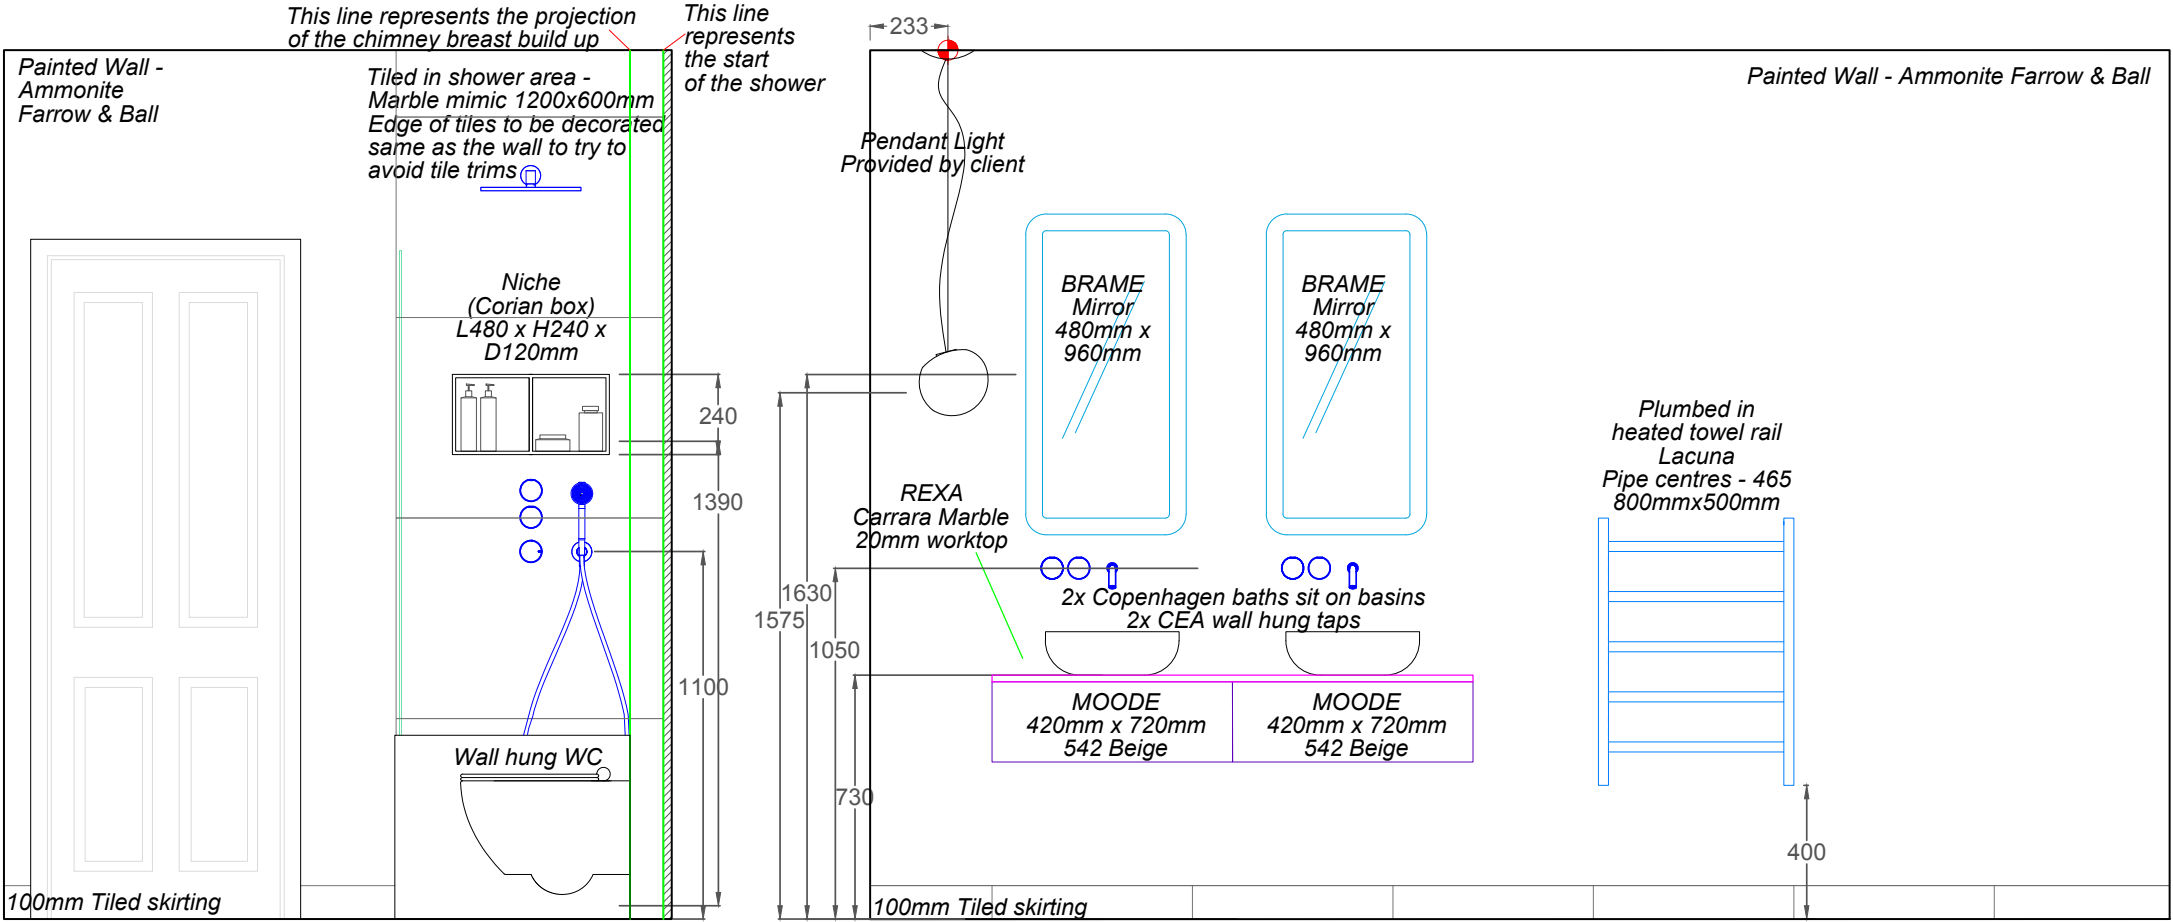 This line represents the projection
of the chimney breast build up
This line
represents
the start
of the shower
Painted Wall -
Ammonite
Farrow & Ball
Tiled in shower area -
Marble mimic 1200x600mm
Edge of tiles to be decorated
same as the wall to try to
avoid tile trims
Niche
(Corian box)
L480 x H240 x
D120mm
240
1390
1100
Wall hung WC
100mm Tiled skirting
233
Painted Wall - Ammonite Farrow & Ball
Pendant Light
Provided by client
BRAME
Mirror
480mm x
960mm
BRAME
Mirror
480mm x
960mm
REXA
Carrara Marble
20mm worktop
1630
1575
1050
730
2x Copenhagen baths sit on basins
2x CEA wall hung taps
MOODE
420mm x 720mm
542 Beige
MOODE
420mm x 720mm
542 Beige
Plumbed in
heated towel rail
Lacuna
Pipe centres - 465
800mmx500mm
400
100mm Tiled skirting